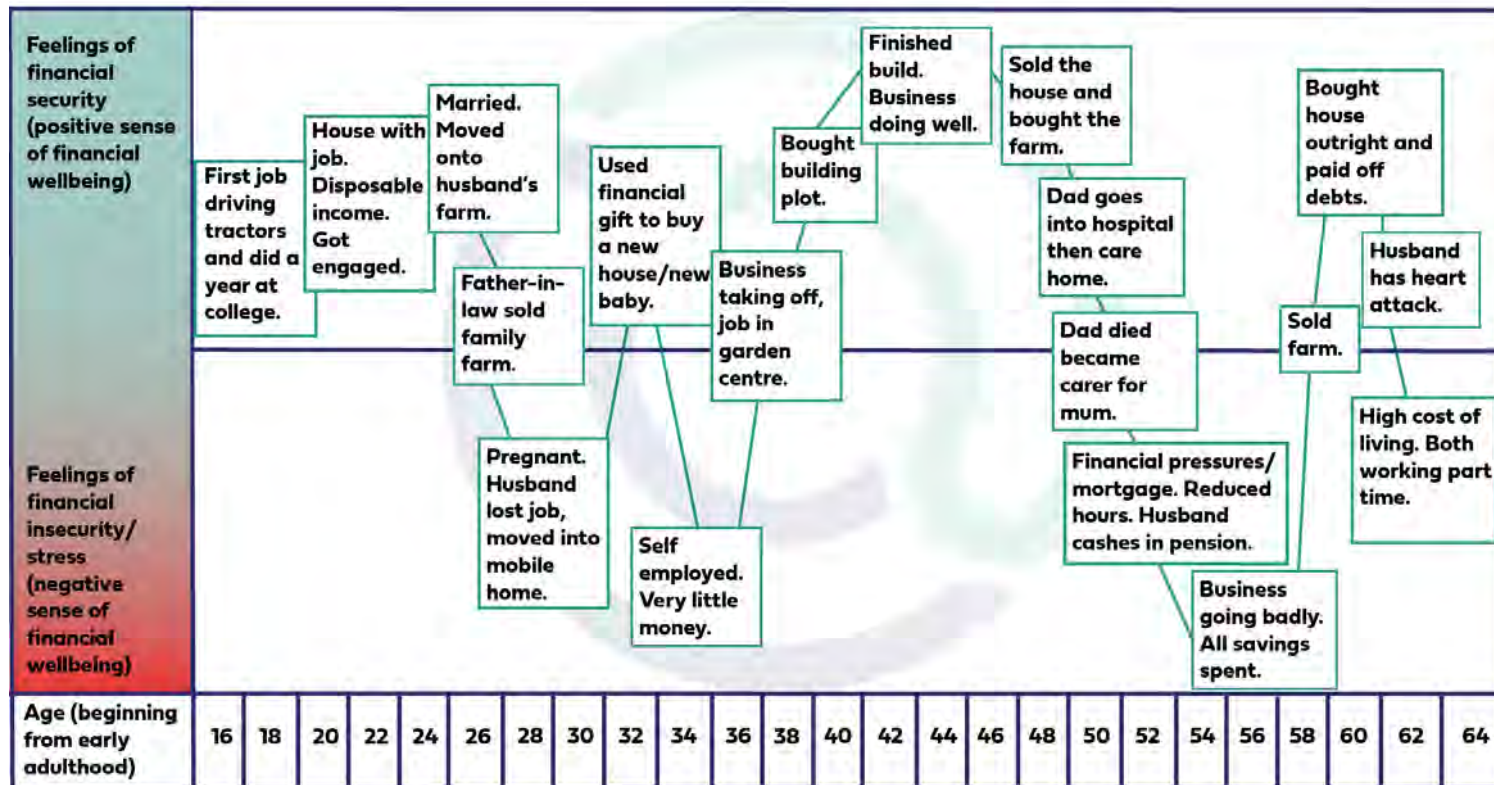 Feelings of
financial
security
(positive sense
of financial
wellbeing)
Feelings of
financial
insecurity/
stress
(negative
sense of
financial
wellbeing)
First job
driving
tractors
and did a
year at
college.
House with
job.
Disposable
income.
Got
engaged.
Married.
Moved
onto
husband's
farm.
Father-in-
law sold
family
farm.
Pregnant.
Husband
lost job,
moved into
mobile
home.
Used
financial
gift to buy
a new
house/new
baby.
Self
employed.
Very little
money.
Business
taking off,
job in
garden
centre.
Bought
building
plot.
Finished
build.
Business
doing well.
Sold the
house and
bought the
farm.
Dad goes
into hospital
then care
home.
Dad died
became
carer for
mum.
Financial pressures/
mortgage. Reduced
hours. Husband
cashes in pension.
Business
going badly.
All savings
spent.
Sold
farm.
Bought
house
outright and
paid off
debts.
Husband
has heart
attack.
High cost of
living. Both
working part
time.
Age (beginning
from early
adulthood)
16 18 20 22 24 26 28 30 32 34 36 38 40 42 44 46 48 50 52 54 56 58 60 62 64